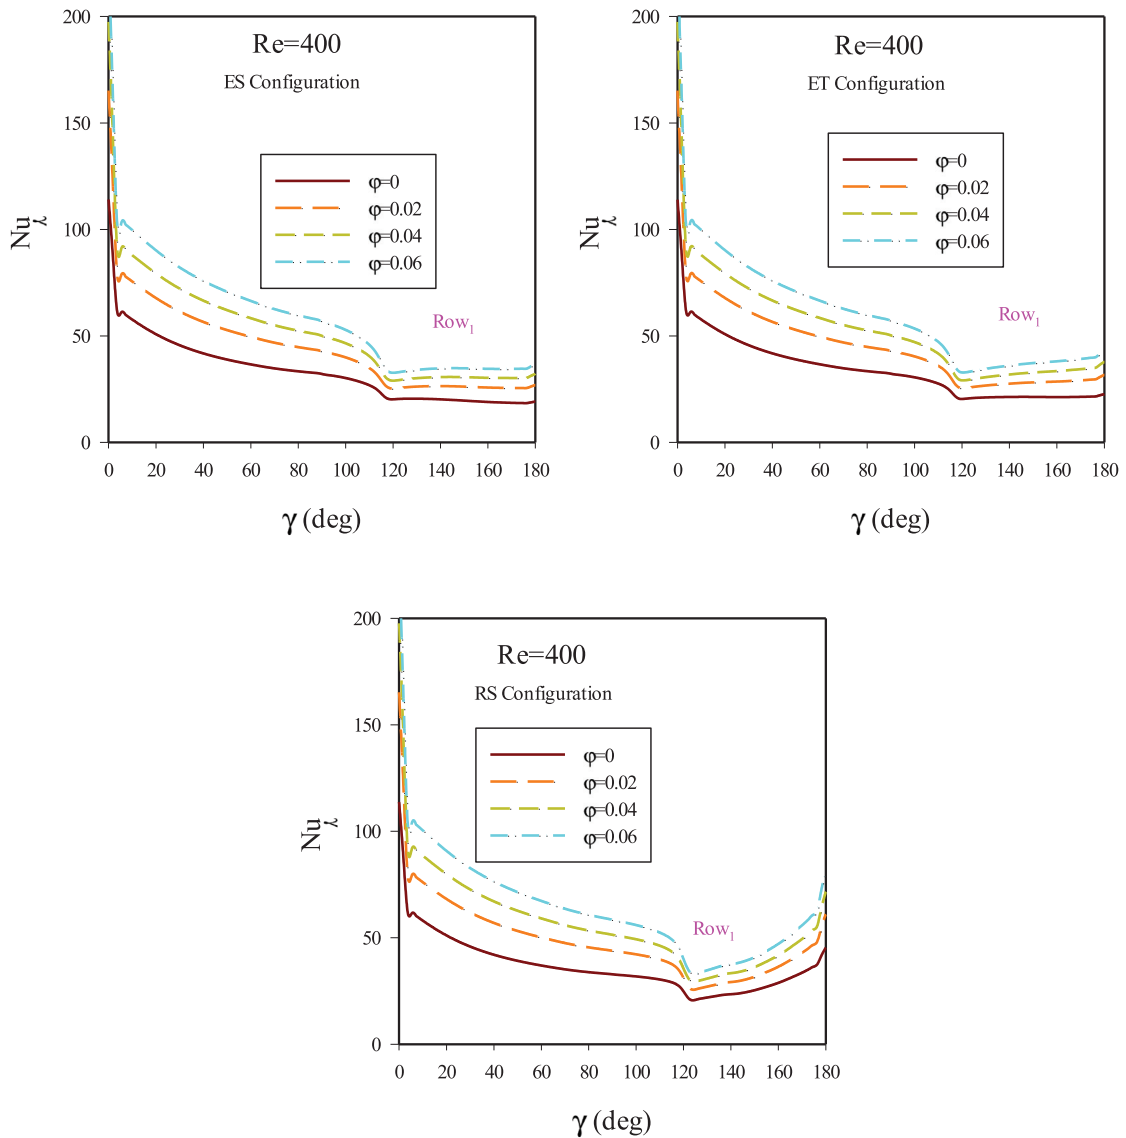 Re=400
ES Configuration
φ=0
φ=0.02
φ=0.04
φ=0.06
Row1
Nuγ
200
150
100
50
0
0 20 40 60 80 100 120 140 160 180
γ (deg)
Re=400
ET Configuration
φ=0
φ=0.02
φ=0.04
φ=0.06
Row1
Nuγ
200
150
100
50
0
0 20 40 60 80 100 120 140 160 180
γ (deg)
Re=400
RS Configuration
φ=0
φ=0.02
φ=0.04
φ=0.06
Row1
Nuγ
200
150
100
50
0
0 20 40 60 80 100 120 140 160 180
γ (deg)